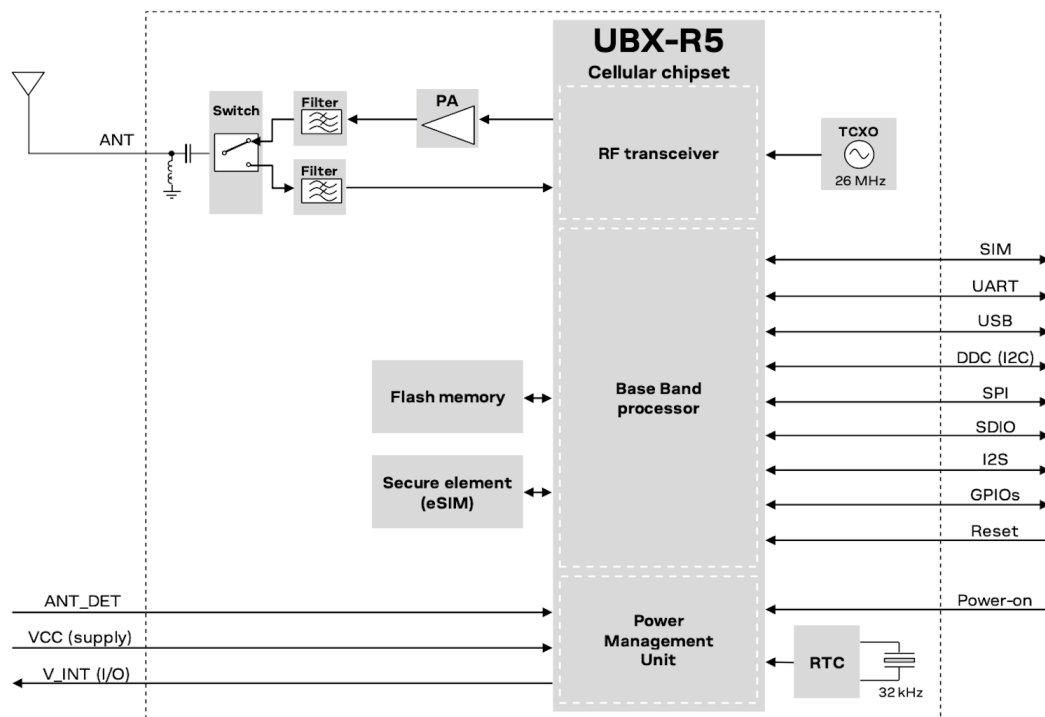 UBX-R5
Cellular chipset
Switch
Filter
PA
ANT
RF transceiver
TCXO
26 MHz
Filter
SIM
UART
USB
DDC (I2C)
SPI
SDIO
I2S
GPIOs
Reset
Flash memory
Base Band
processor
Secure element
(eSIM)
ANT_DET
VCC (supply)
V_INT (I/O)
Power
Management
Unit
Power-on
RTC
32 kHz